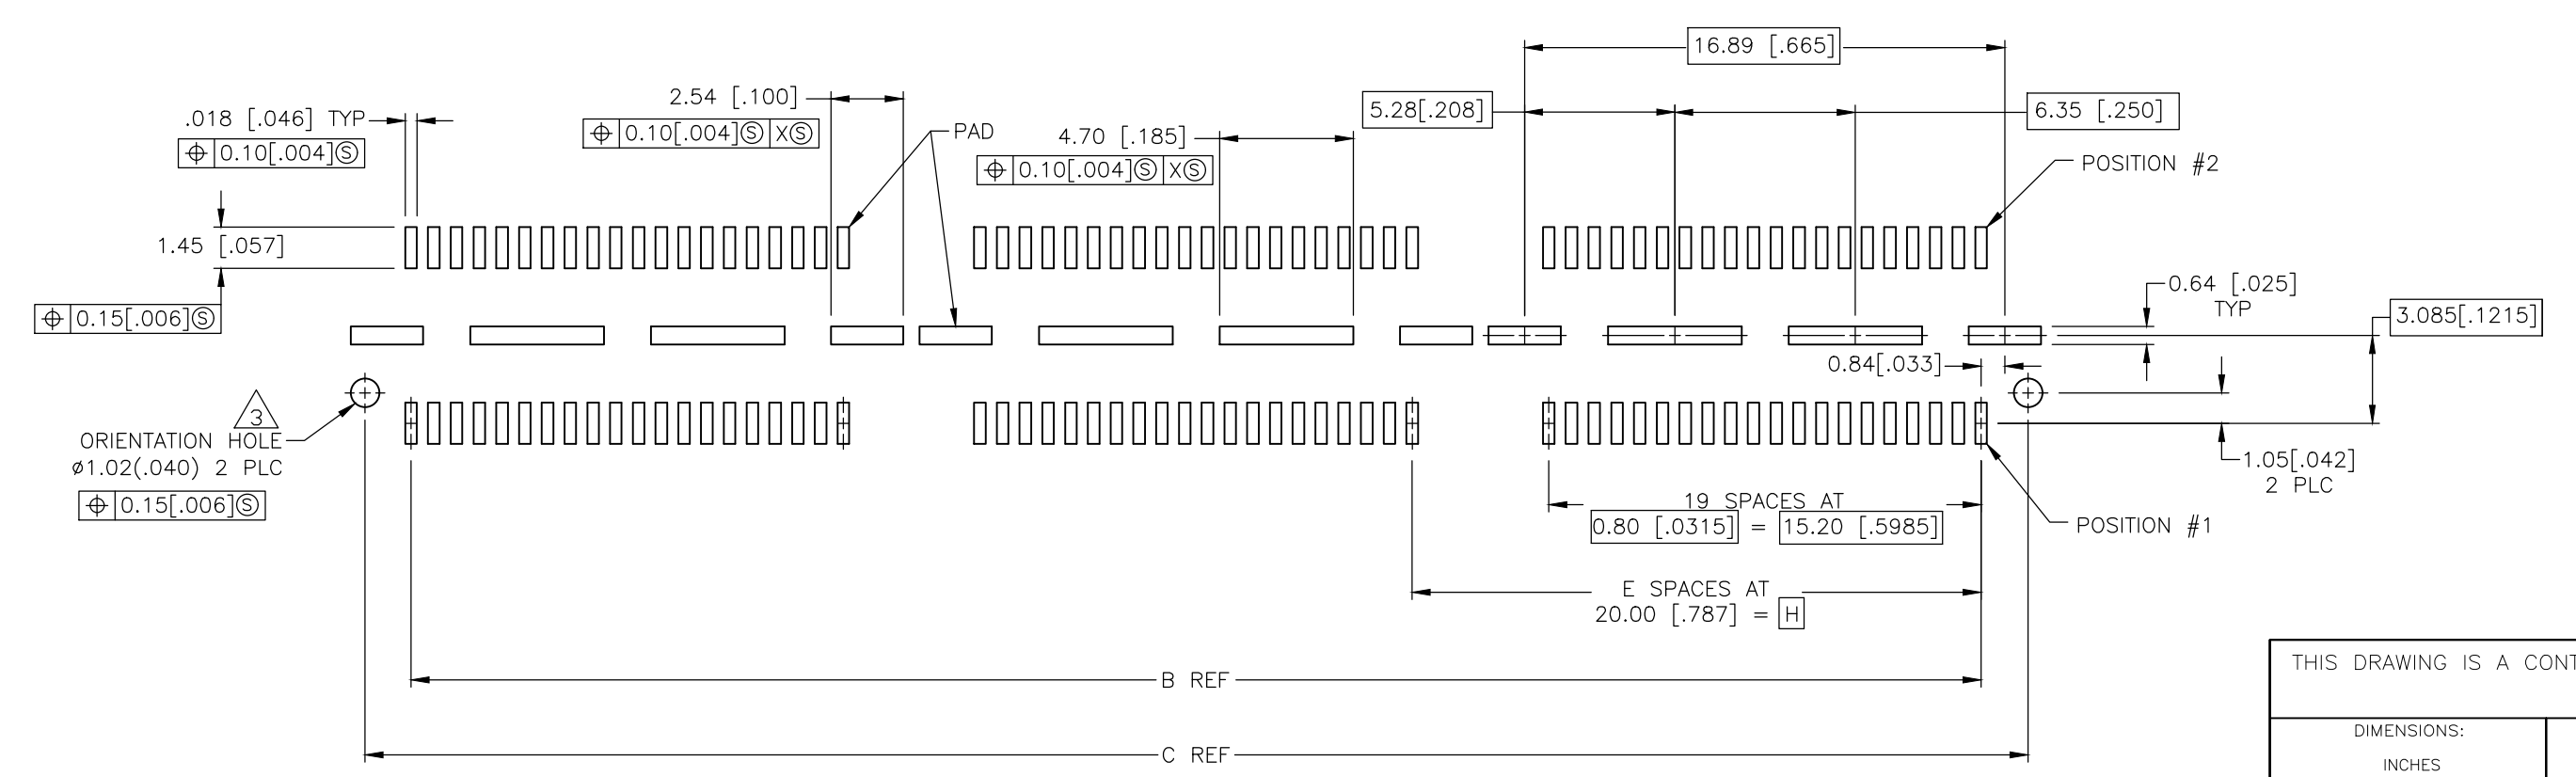 16.89 [.665]
2.54 [.100]
5.28[.208]
6.35 [.250]
.018 [.046] TYP
⌖ 0.10[.004]Ⓢ XⓈ
PAD
4.70 [.185]
⌖ 0.10[.004]Ⓢ
⌖ 0.10[.004]Ⓢ XⓈ
POSITION #2
1.45 [.057]
0.64 [.025]
TYP
⌖ 0.15[.006]Ⓢ
3.085[.1215]
0.84[.033]
3
ORIENTATION HOLE
ø1.02(.040) 2 PLC
⌖ 0.15[.006]Ⓢ
1.05[.042]
2 PLC
19 SPACES AT
0.80 [.0315] = 15.20 [.5985]
POSITION #1
E SPACES AT
20.00 [.787] = H
B REF
THIS DRAWING IS A CONT
DIMENSIONS:
C REF
INCHES